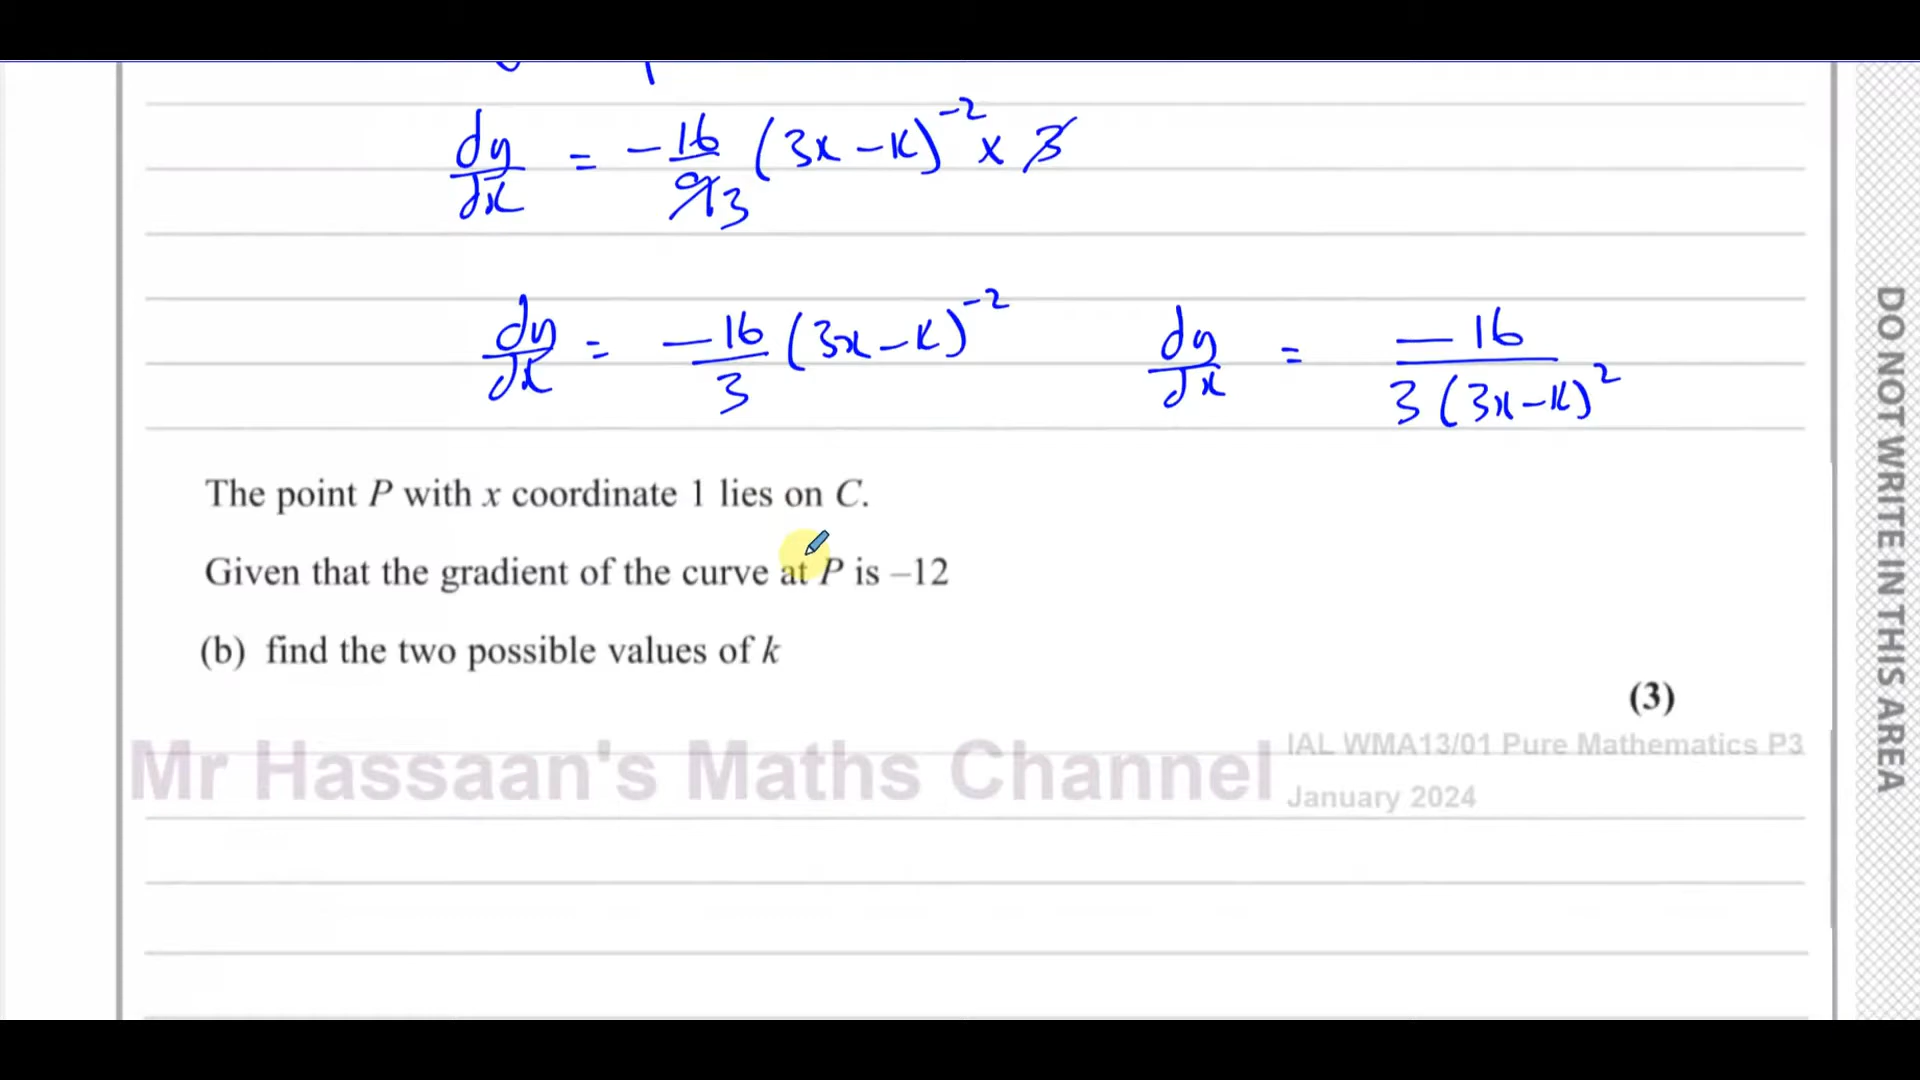 dy/dx = -16/9 3 (3x-k)^-2 x 3
dy/dx = -16/3 (3x-k)^-2    dy/dx = -16/3(3x-k)^2
The point P with x coordinate 1 lies on C.
Given that the gradient of the curve at P is –12
(b) find the two possible values of k
(3)
Mr Hassaan's Maths Channel
IAL WMA13/01 Pure Mathematics P3
January 2024
DO NOT WRITE IN THIS AREA